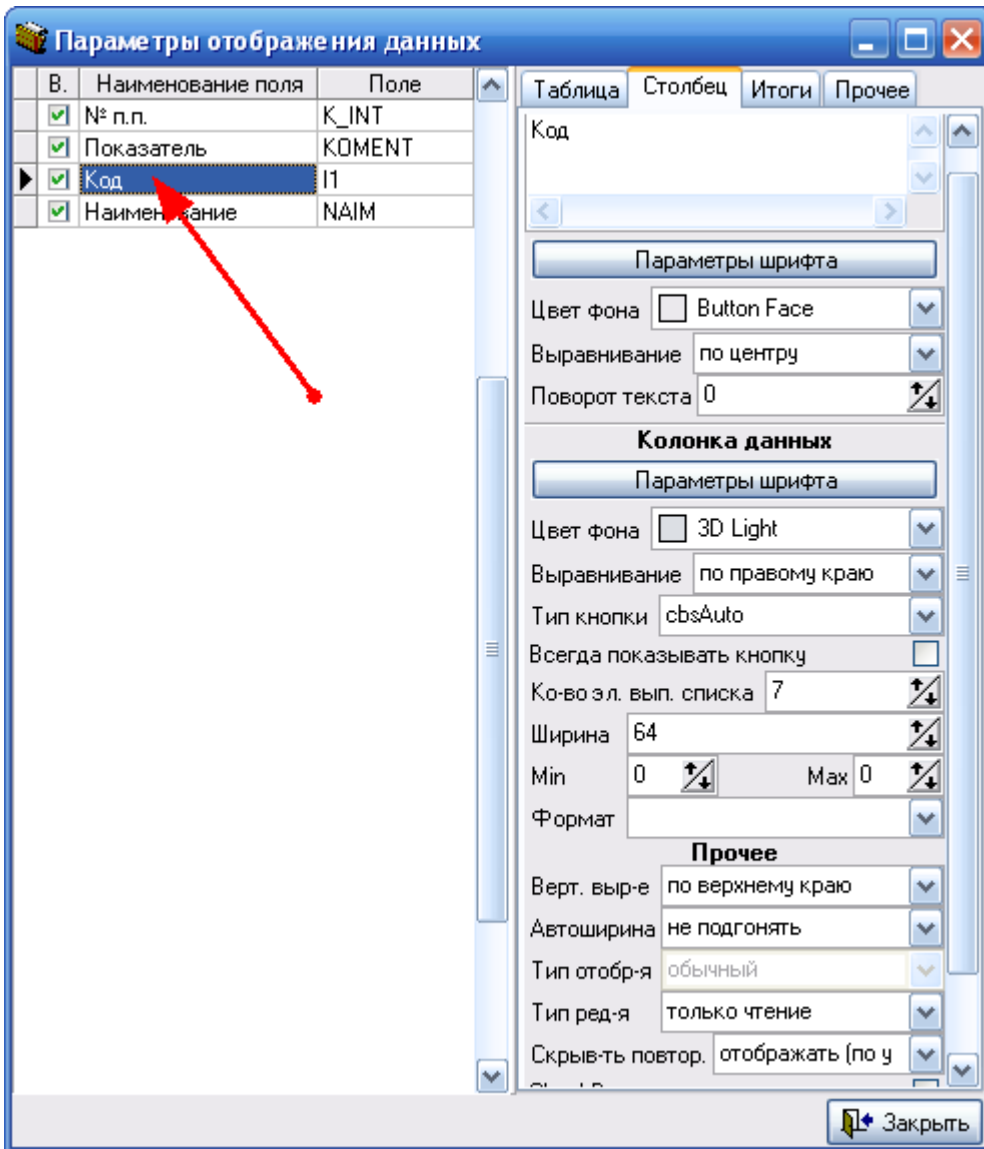 Параметры отображения данных
В. Наименование поля Поле
№ п.п. K_INT
Показатель KOMENT
Код I1
Наименование NAIM
Таблица Столбец Итоги Прочее
Код
Параметры шрифта
Цвет фона Button Face
Выравнивание по центру
Поворот текста 0
Колонка данных
Параметры шрифта
Цвет фона 3D Light
Выравнивание по правому краю
Тип кнопки cbsAuto
Всегда показывать кнопку
Ко-во эл. вып. списка 7
Ширина 64
Min 0 Max 0
Формат
Прочее
Верт. выр-е по верхнему краю
Автоширина не подгонять
Тип отобр-я обычный
Тип ред-я только чтение
Скрыв-ть повтор. отображать (по у
Закрыть